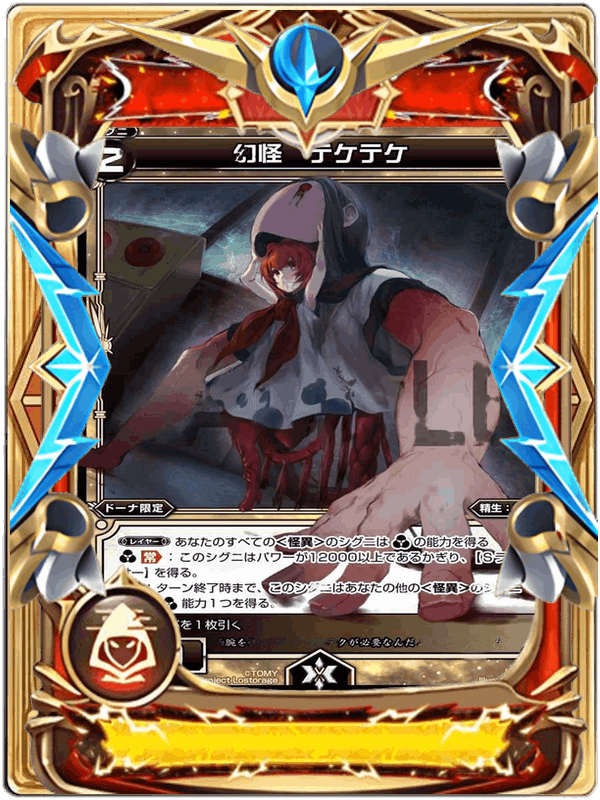 グニ
2
幻怪 テケテケ
LE
ドーナ限定
精生：
レイヤー あなたのすべての<怪異>のシグニは の能力を得る
常：このシグニはパワーが12000以上であるかぎり、【Sラ
ー】を得る。
ターン終了時まで、このシグニはあなたの他の<怪異>のシグニ
能力1つを得る。
を1枚引く
腕を
クが必要なんだ
©TOMY
roject Lostorage